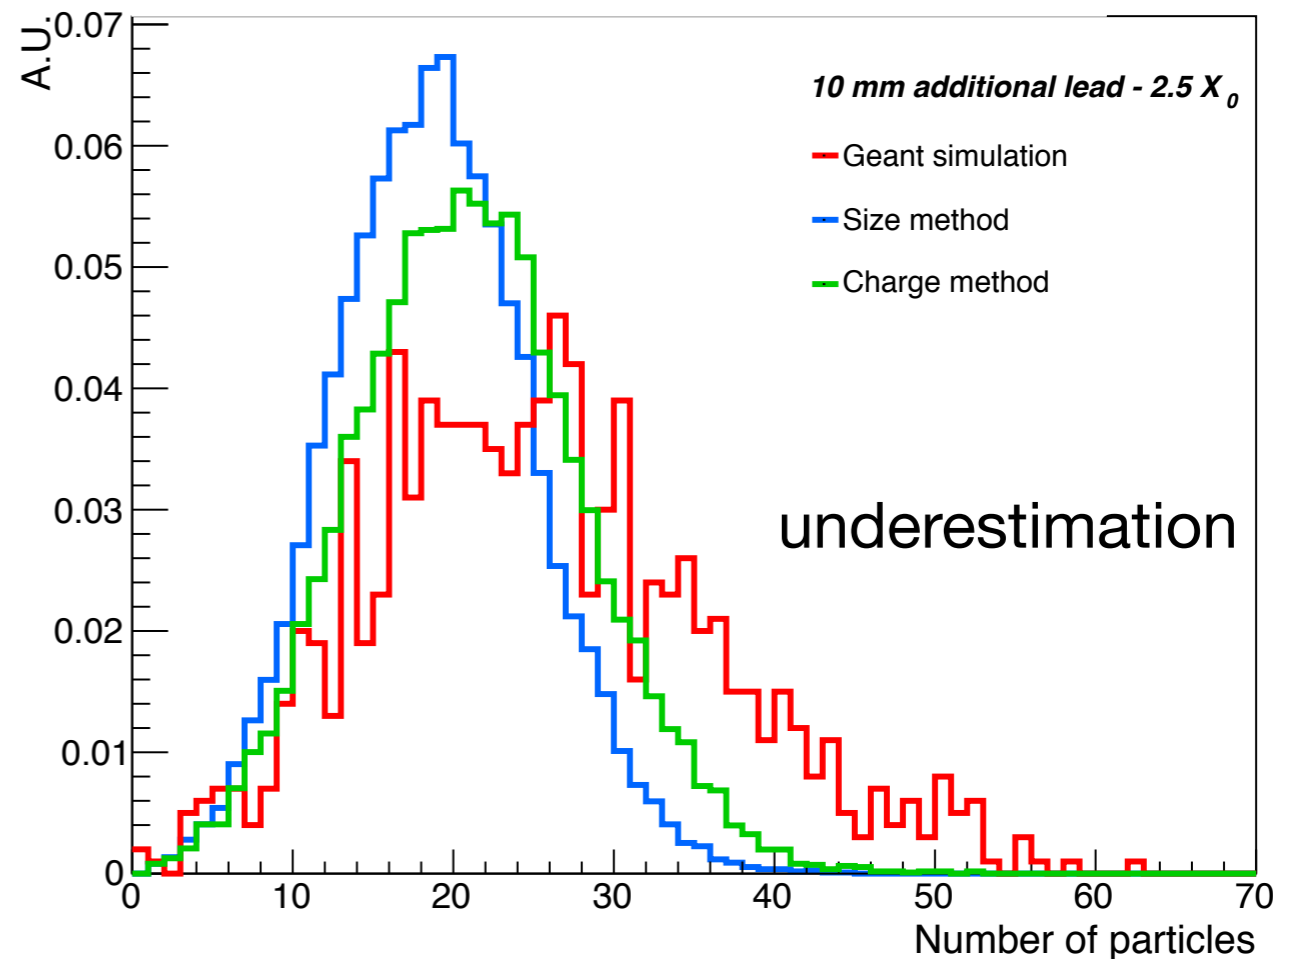 A.U.
0.07
0.06
0.05
0.04
0.03
0.02
0.01
0
10 mm additional lead - 2.5 X0
Geant simulation
Size method
Charge method
underestimation
0 10 20 30 40 50 60 70
Number of particles